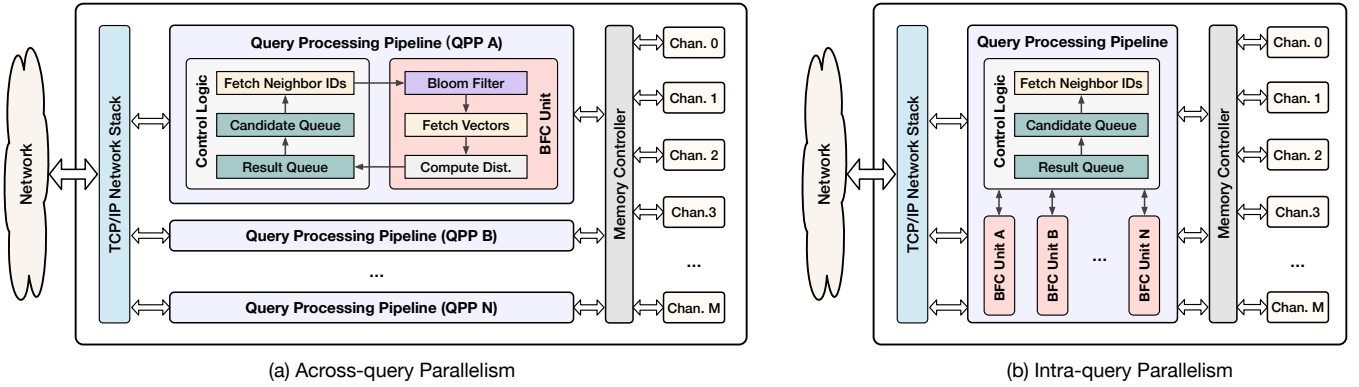 Network
TCP/IP Network Stack
Query Processing Pipeline (QPP A)
Control Logic
Fetch Neighbor IDs
Candidate Queue
Result Queue
Bloom Filter
Fetch Vectors
Compute Dist.
BFC Unit
Query Processing Pipeline (QPP B)
...
Query Processing Pipeline (QPP N)
Memory Controller
Chan. 0
Chan. 1
Chan. 2
Chan.3
...
Chan. M
(a) Across-query Parallelism
Network
TCP/IP Network Stack
Query Processing Pipeline
Control Logic
Fetch Neighbor IDs
Candidate Queue
Result Queue
BFC Unit A
BFC Unit B
...
BFC Unit N
Memory Controller
Chan. 0
Chan. 1
Chan. 2
Chan.3
...
Chan. M
(b) Intra-query Parallelism